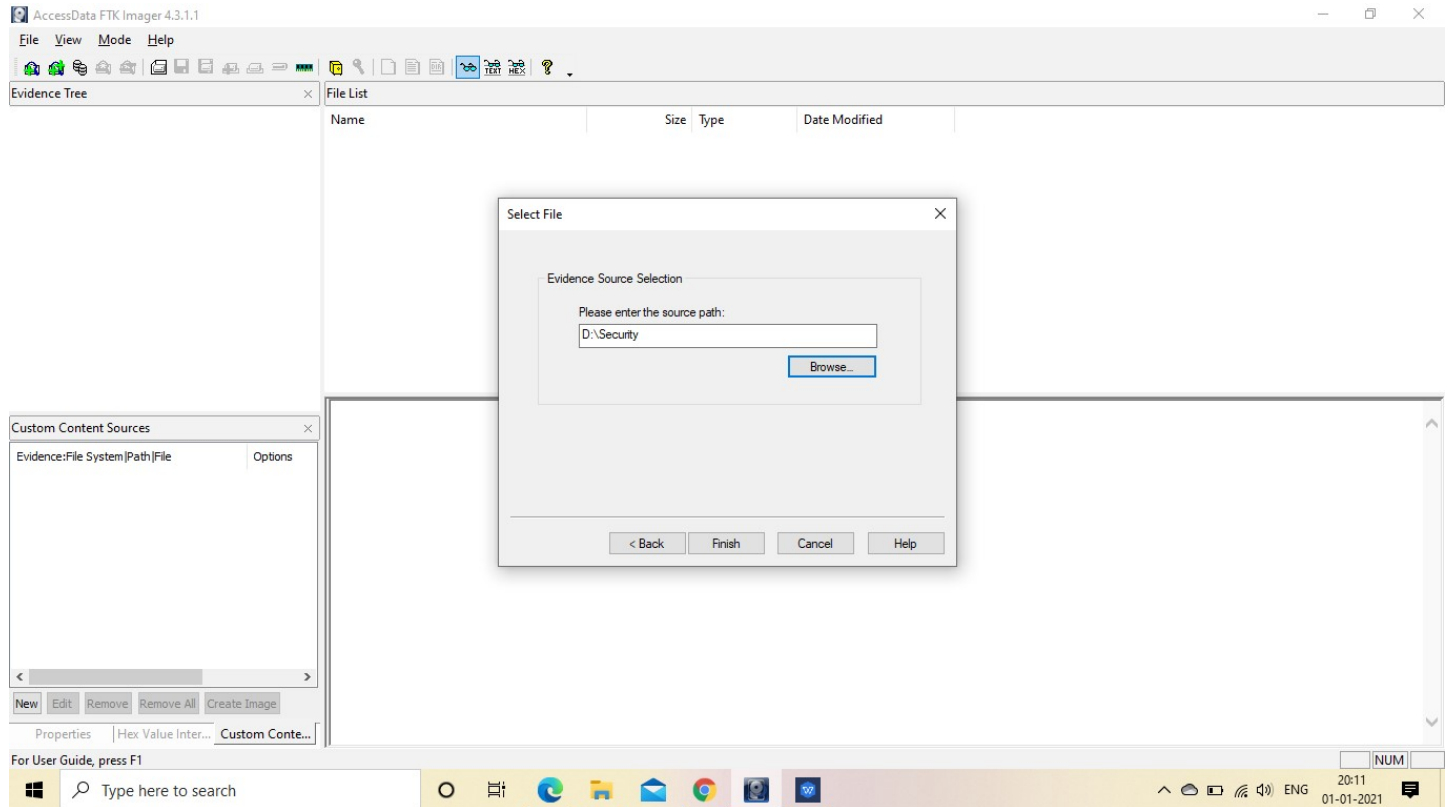 AccessData FTK Imager 4.3.1.1
File View Mode Help
TEXT HEX
Evidence Tree
File List
Name Size Type Date Modified
Select File
Evidence Source Selection
Please enter the source path:
D:\Security
Browse...
< Back Finish Cancel Help
Custom Content Sources
Evidence:File System|Path|File Options
New Edit Remove Remove All Create Image
Properties Hex Value Inter... Custom Conte...
For User Guide, press F1
NUM
Type here to search
ENG
20:11
01-01-2021